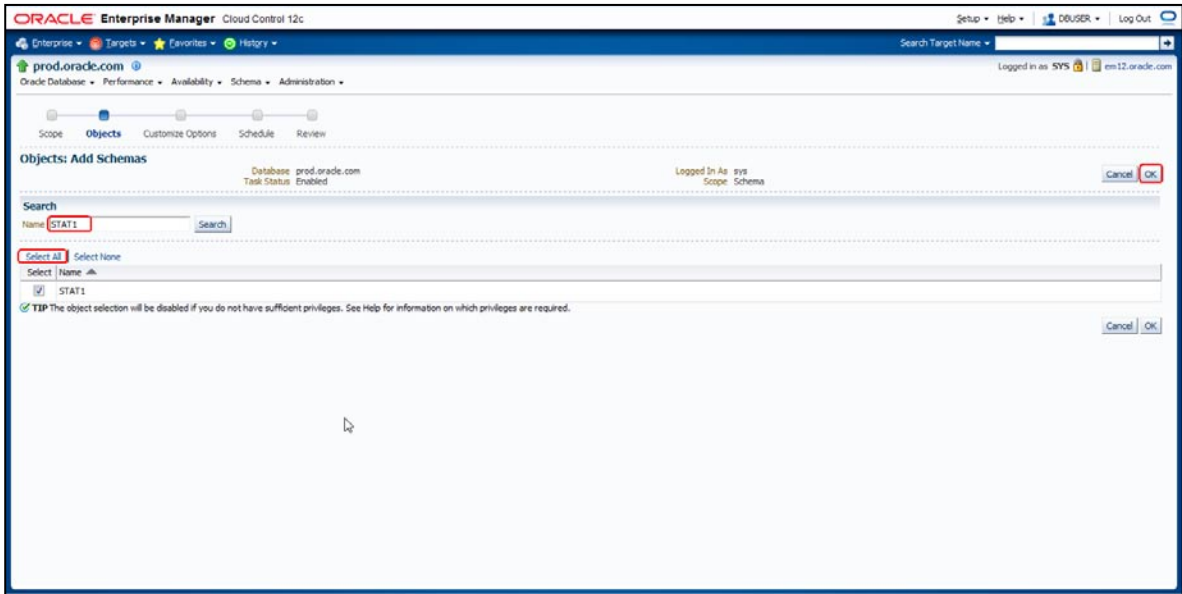 ORACLE Enterprise Manager Cloud Control 12c
Setup Help DBUSER Log Out
Enterprise Targets Favorites History Search Target Name
prod.oracle.com Logged in as SYS em12.oracle.com
Oracle Database Performance Availability Schema Administration
Scope Objects Customize Options Schedule Review
Objects: Add Schemas
Database prod.oracle.com Logged In As sys
Task Status Enabled Scope Schema
Cancel OK
Search
Name STAT1 Search
Select All Select None
Select Name
STAT1
TIP The object selection will be disabled if you do not have sufficient privileges. See Help for information on which privileges are required.
Cancel OK